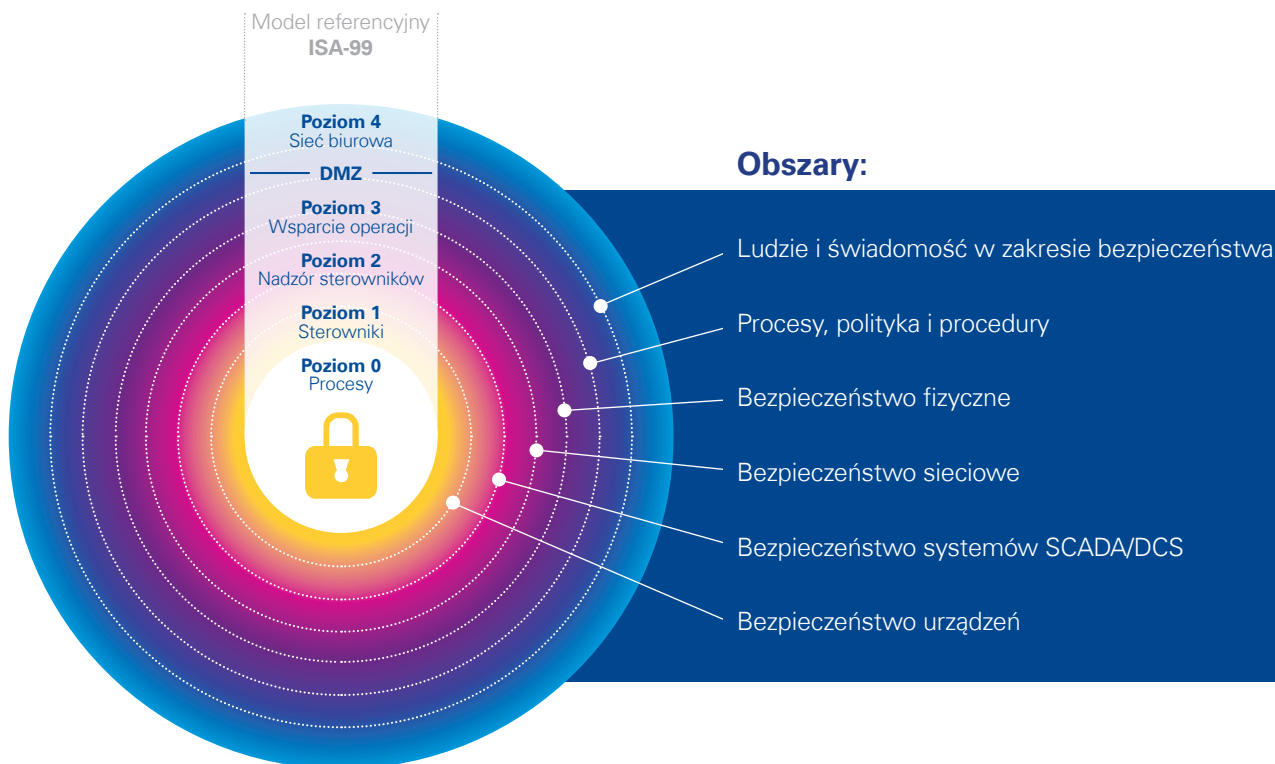 Model referencyjny
ISA-99
Poziom 4
Sieć biurowa
DMZ
Poziom 3
Wsparcie operacji
Poziom 2
Nadzór sterowników
Poziom 1
Sterowniki
Poziom 0
Procesy
Obszary:
Ludzie i świadomość w zakresie bezpieczeństwa
Procesy, polityka i procedury
Bezpieczeństwo fizyczne
Bezpieczeństwo sieciowe
Bezpieczeństwo systemów SCADA/DCS
Bezpieczeństwo urządzeń